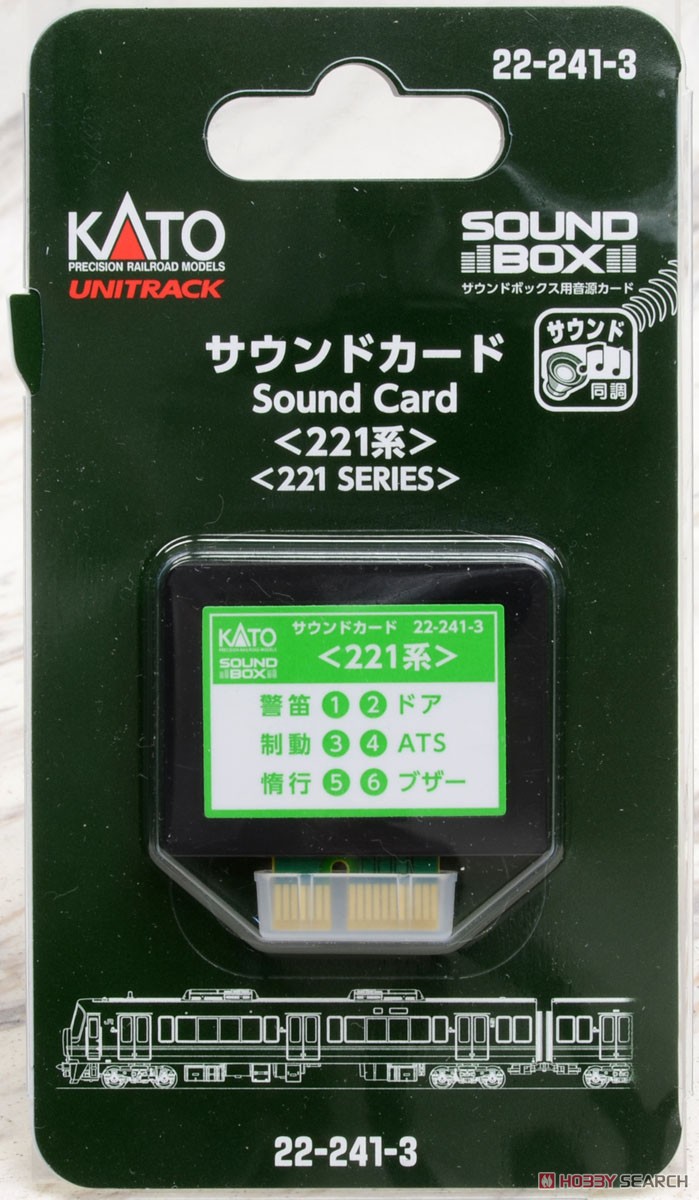 22-241-3
KATO
PRECISION RAILROAD MODELS
UNITRACK
SOUND
BOX
サウンドボックス用音源カード
サウンド
同調
サウンドカード
Sound Card
<221系>
<221 SERIES>
KATO
PRECISION RAILROAD MODELS
SOUND
BOX
サウンドカード 22-241-3
<221系>
警笛 1 2 ドア
制動 3 4 ATS
惰行 5 6 ブザー
22-241-3
HOBBY SEARCH